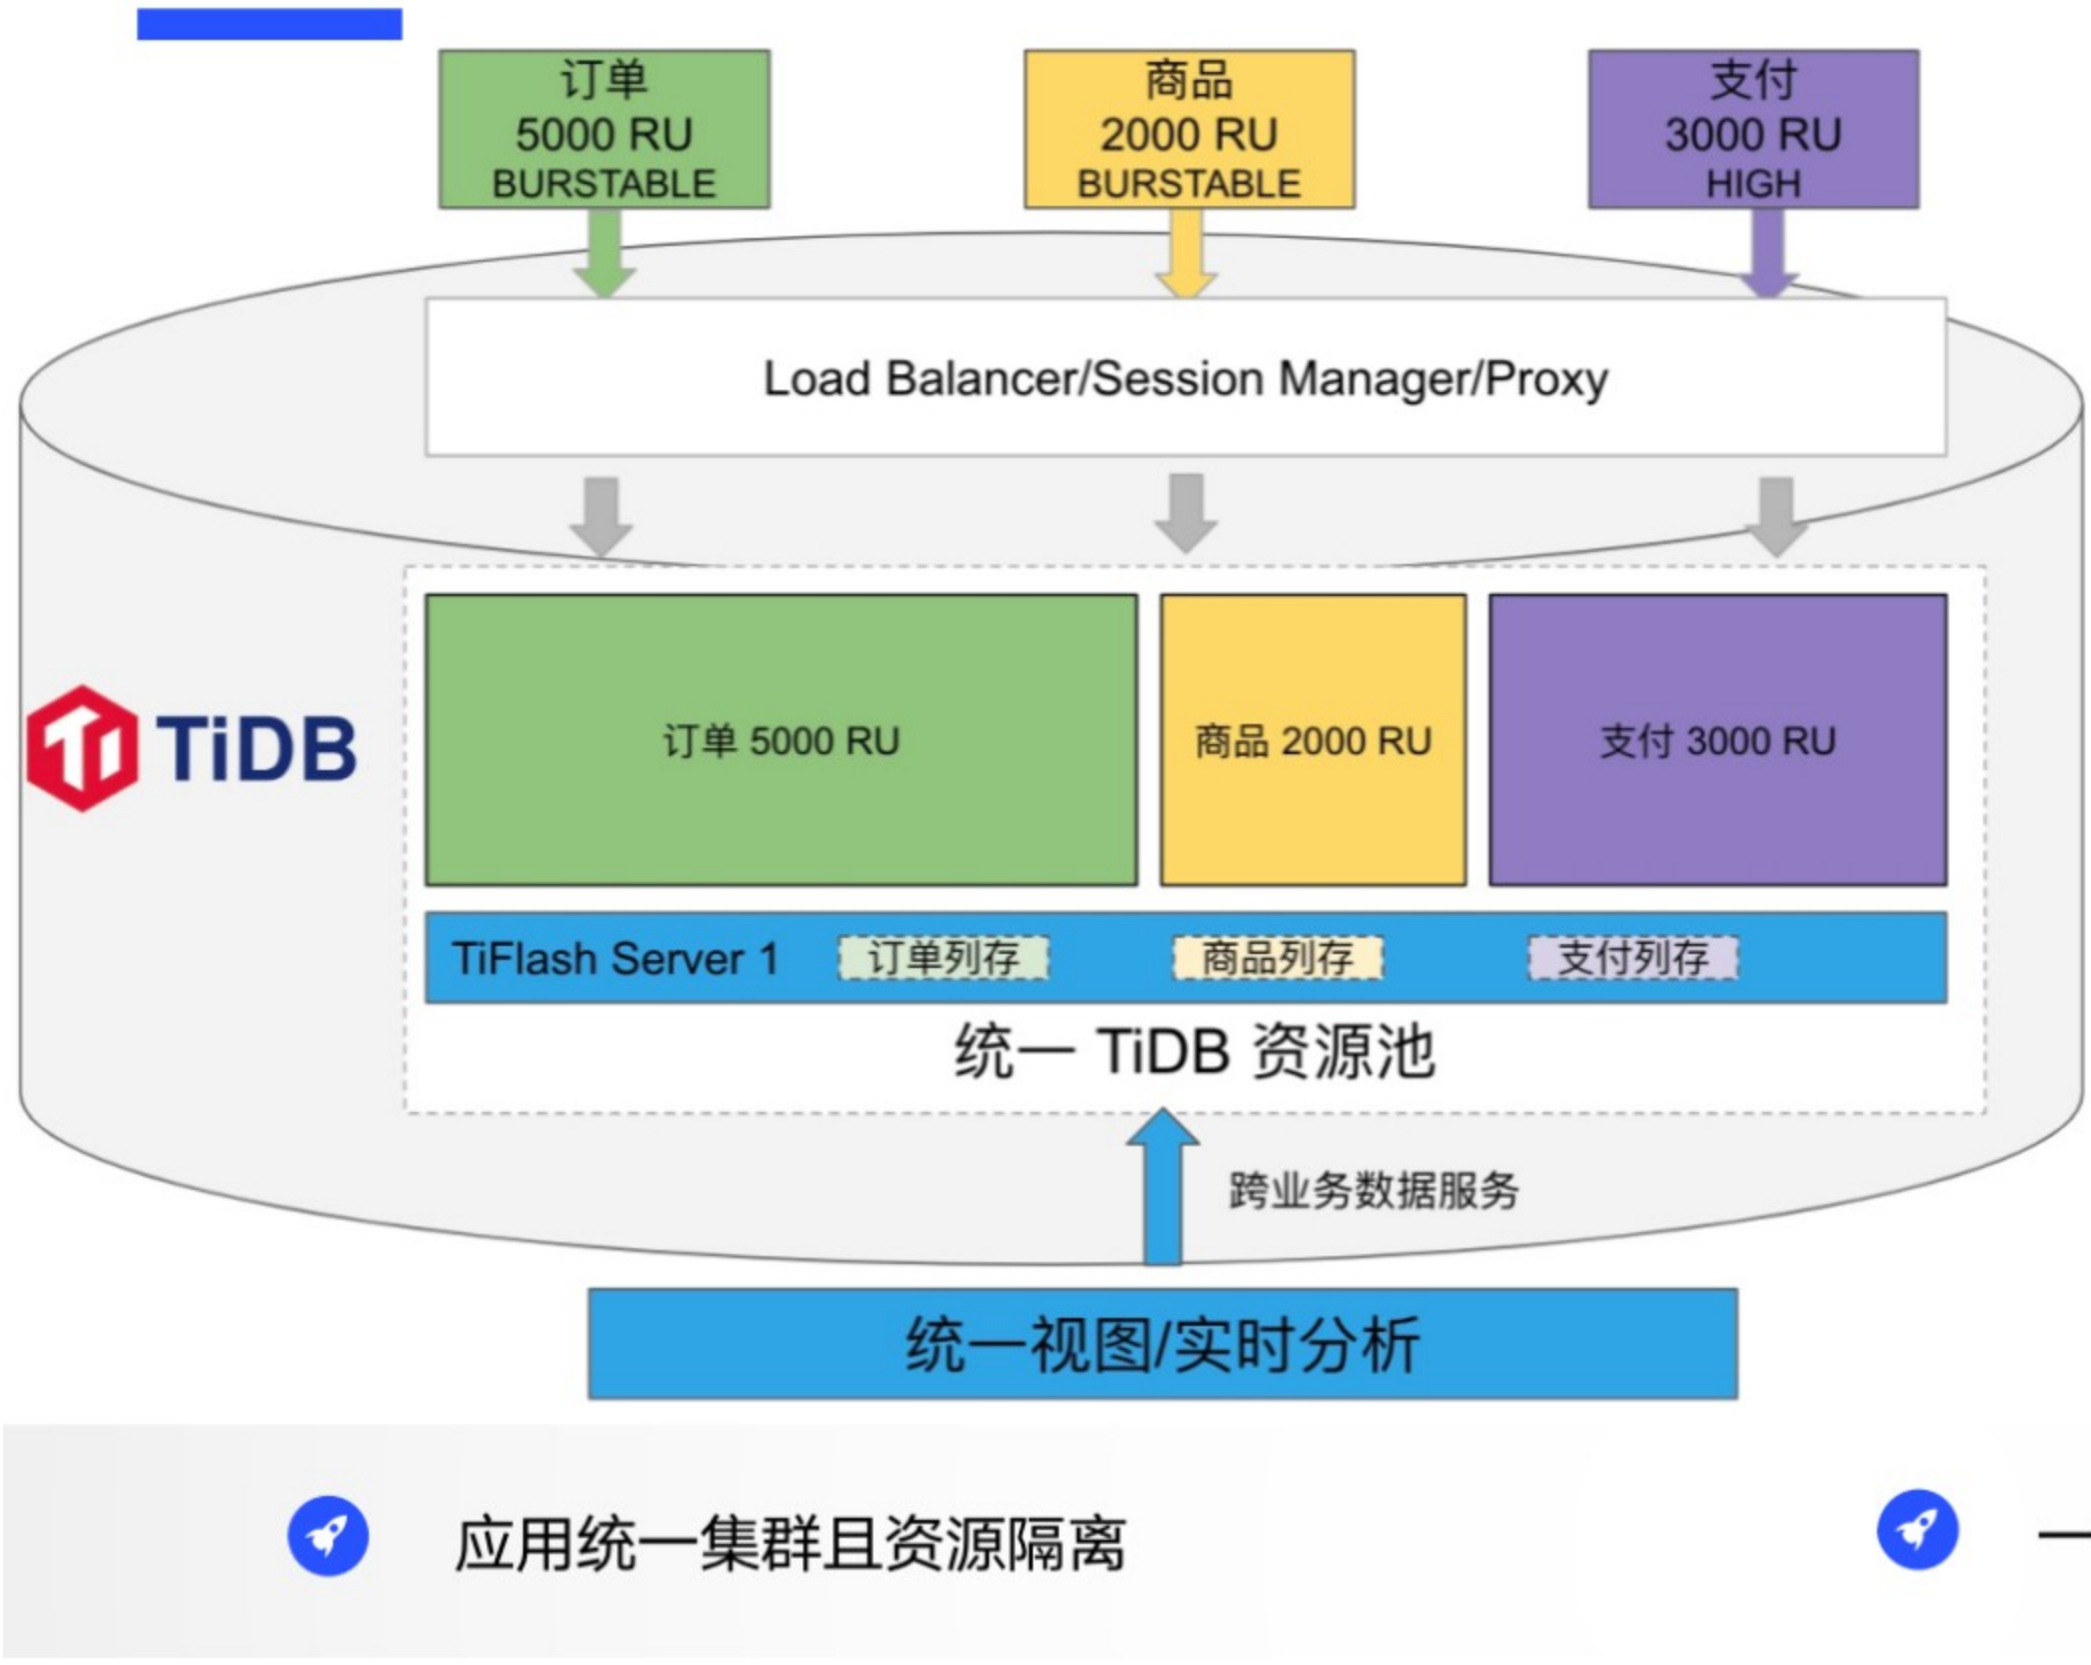 订单
5000 RU
BURSTABLE
商品
2000 RU
BURSTABLE
支付
3000 RU
HIGH
Load Balancer/Session Manager/Proxy
TiDB
订单 5000 RU
商品 2000 RU
支付 3000 RU
TiFlash Server 1
订单列存
商品列存
支付列存
统一 TiDB 资源池
跨业务数据服务
统一视图/实时分析
应用统一集群且资源隔离
一